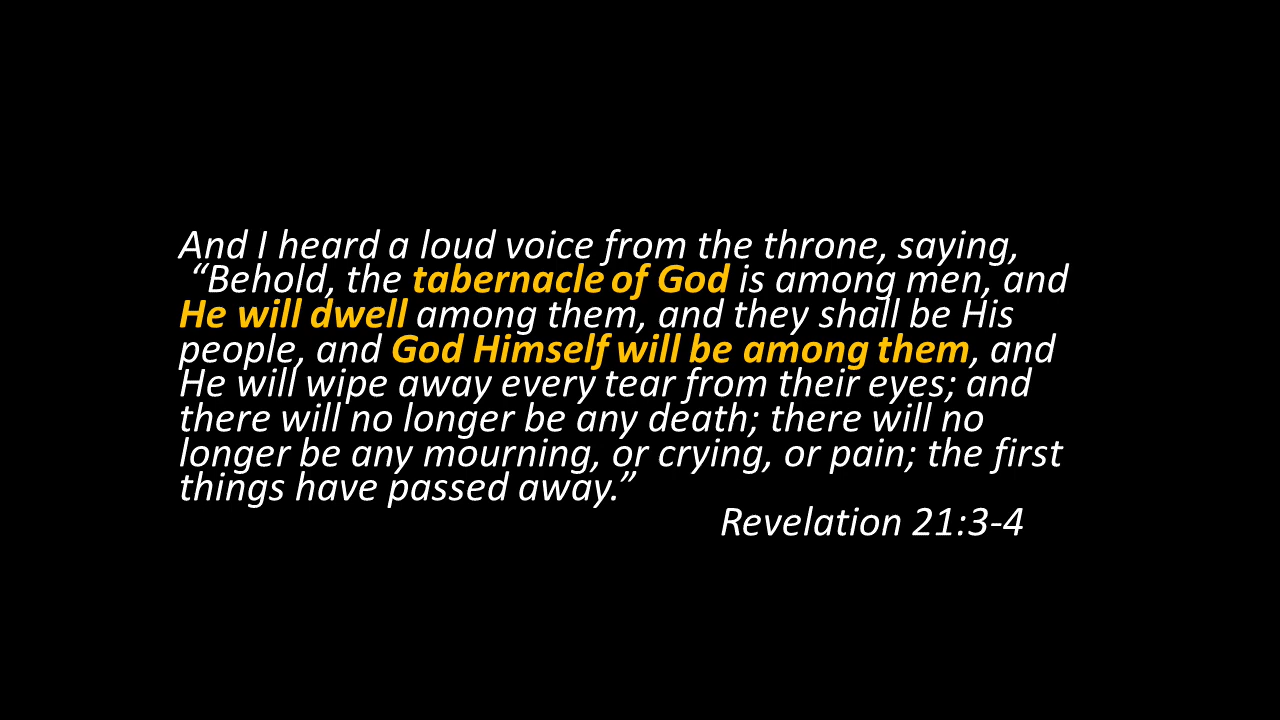 And I heard a loud voice from the throne, saying,
“Behold, the tabernacle of God is among men, and
He will dwell among them, and they shall be His
people, and God Himself will be among them, and
He will wipe away every tear from their eyes; and
there will no longer be any death; there will no
longer be any mourning, or crying, or pain; the first
things have passed away.”
Revelation 21:3-4